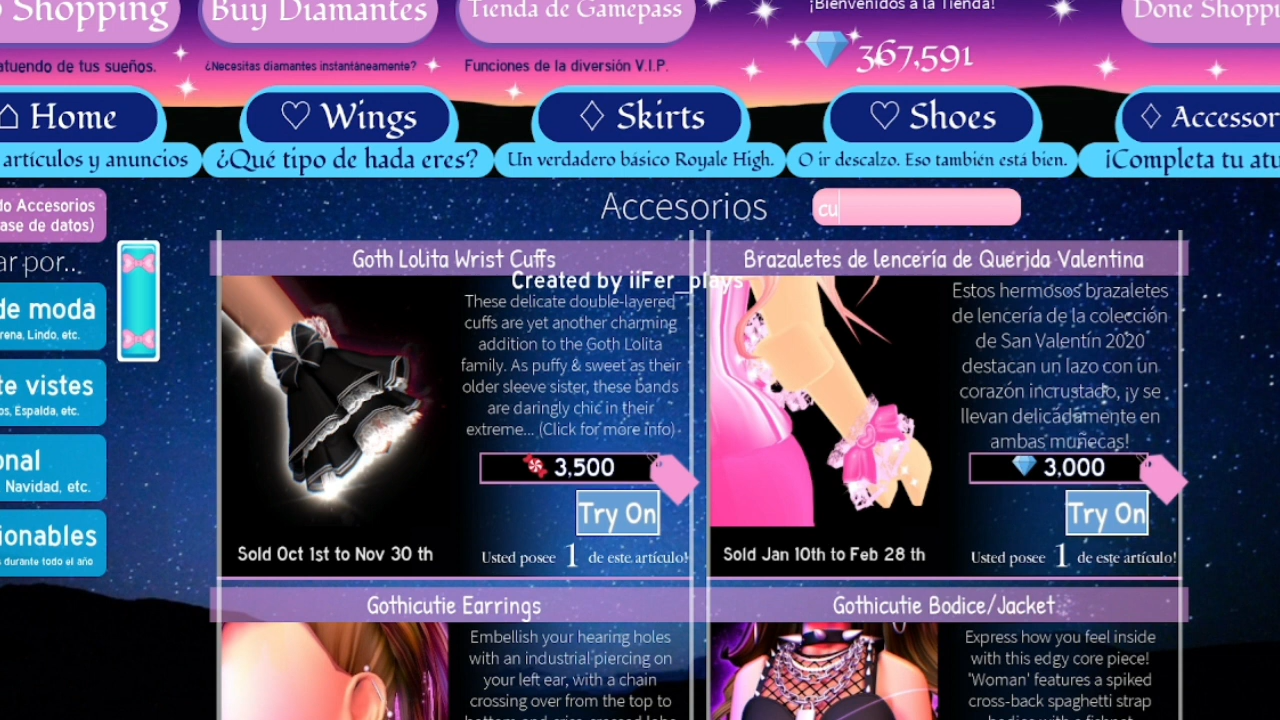 Shopping
Buy Diamantes
Tienda de Gamepass
¡Bienvenidos a la Tienda!
Done Shoppi
atuendo de tus sueños.
¿Necesitas diamantes instantáneamente?
Funciones de la diversión V.I.P.
367,591
⌂ Home
♡ Wings
♢ Skirts
♡ Shoes
♢ Accessor
artículos y anuncios
¿Qué tipo de hada eres?
Un verdadero básico Royale High.
O ir descalzo. Eso también está bien.
¡Completa tu atu
do Accesorios
ase de datos)
Accesorios
cu
ar por...
de moda
rena, Lindo, etc.
te vistes
os, Espalda, etc.
onal
Navidad, etc.
ionables
s durante todo el año
Goth Lolita Wrist Cuffs
Created by iiFer_plays
These delicate double-layered
cuffs are yet another charming
addition to the Goth Lolita
family. As puffy & sweet as their
older sleeve sister, these bands
are daringly chic in their
extreme... (Click for more info)
3,500
Try On
Sold Oct 1st to Nov 30 th
Usted posee 1 de este artículo!
Brazaletes de lencería de Querida Valentina
Estos hermosos brazaletes
de lencería de la colección
de San Valentín 2020
destacan un lazo con un
corazón incrustado, ¡y se
llevan delicadamente en
ambas muñecas!
3,000
Try On
Sold Jan 10th to Feb 28 th
Usted posee 1 de este artículo!
Gothicutie Earrings
Embellish your hearing holes
with an industrial piercing on
your left ear, with a chain
crossing over from the top to
Gothicutie Bodice/Jacket
Express how you feel inside
with this edgy core piece!
'Woman' features a spiked
cross-back spaghetti strap